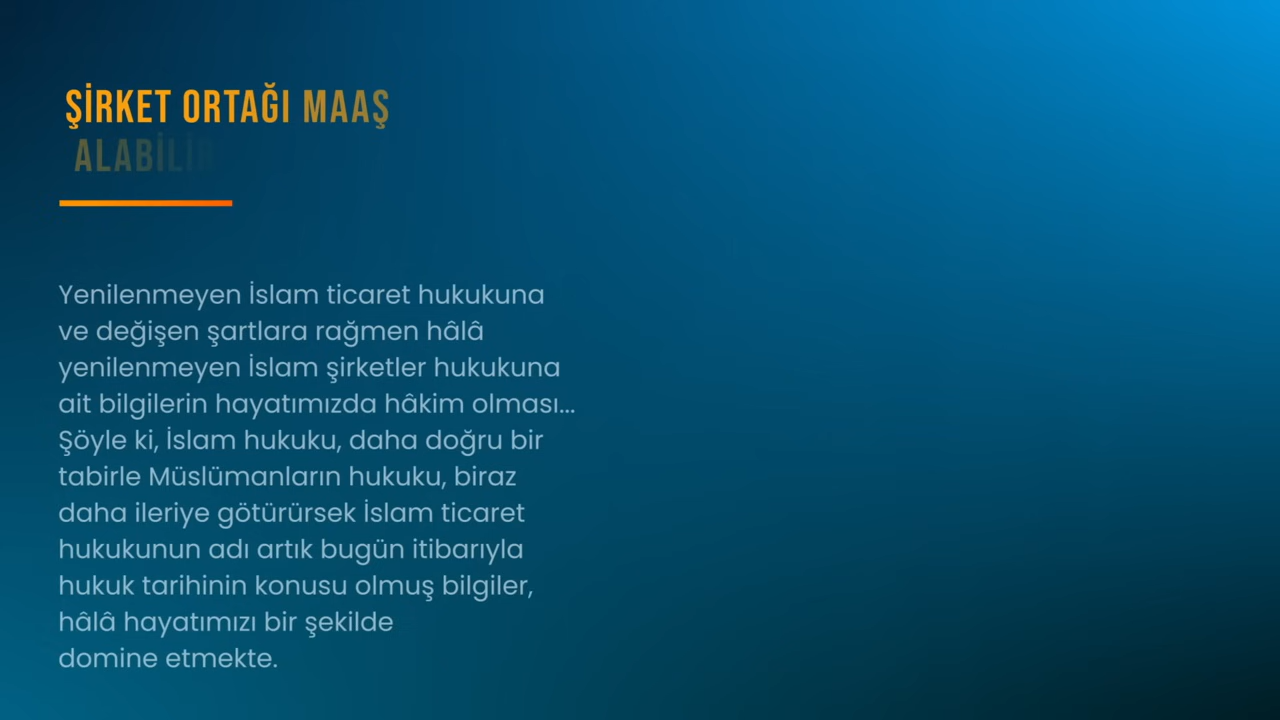 ŞİRKET ORTAĞI MAAŞ
ALABİLİR
Yenilenmeyen İslam ticaret hukukuna
ve değişen şartlara rağmen hâlâ
yenilenmeyen İslam şirketler hukukuna
ait bilgilerin hayatımızda hâkim olması...
Şöyle ki, İslam hukuku, daha doğru bir
tabirle Müslümanların hukuku, biraz
daha ileriye götürürsek İslam ticaret
hukukunun adı artık bugün itibarıyla
hukuk tarihinin konusu olmuş bilgiler,
hâlâ hayatımızı bir şekilde
domine etmekte.